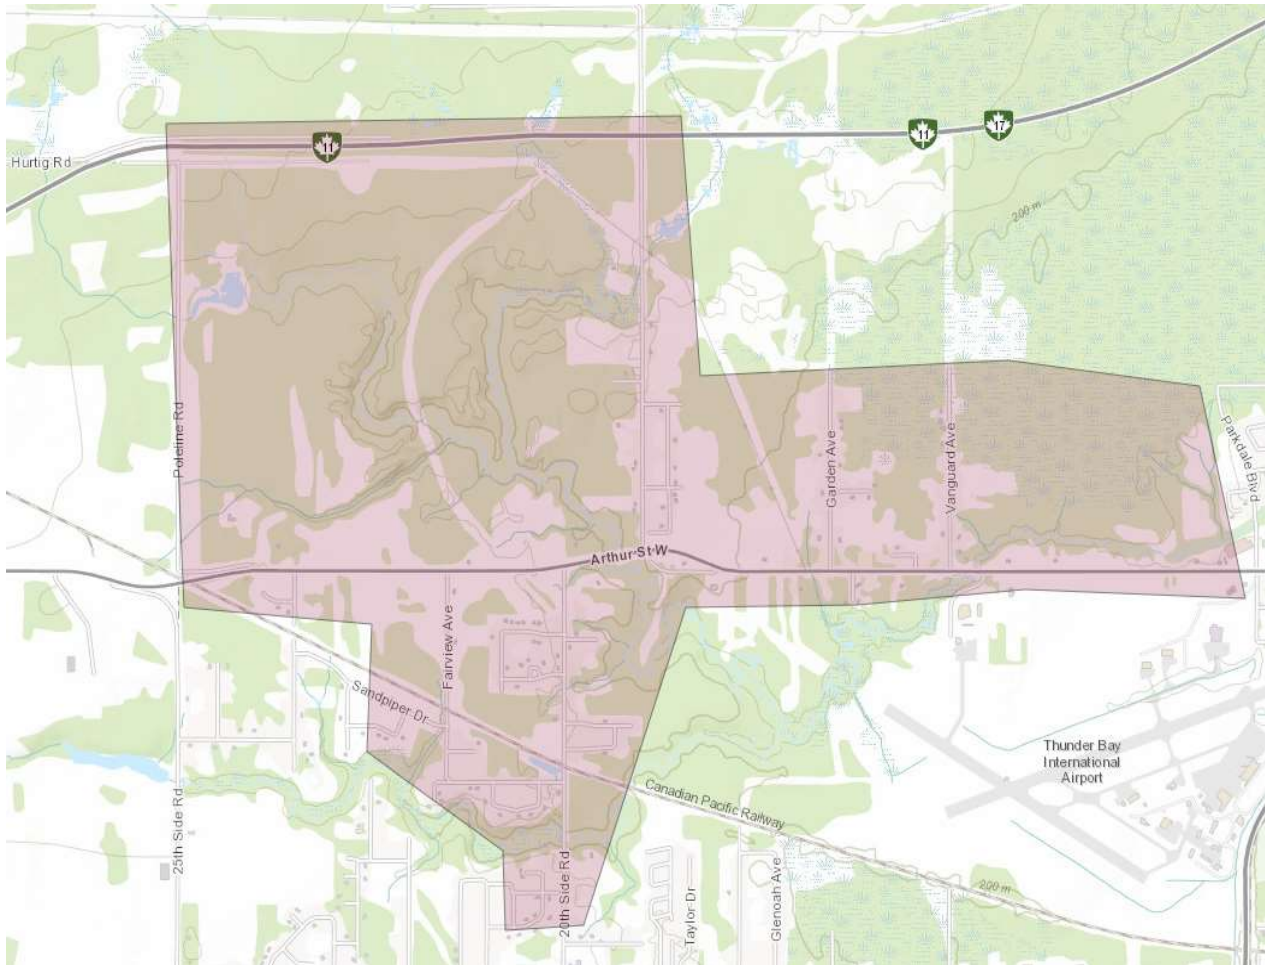 17
11
11
Hurtig Rd
200 m
Poleline Rd
Garden Ave
Vanguard Ave
Parkdale Blvd
Arthur St W
Fairview Ave
Sandpiper Dr
Thunder Bay
International
Airport
Canadian Pacific Railway
25th Side Rd
20th Side Rd
Taylor Dr
Glenoah Ave
200 m